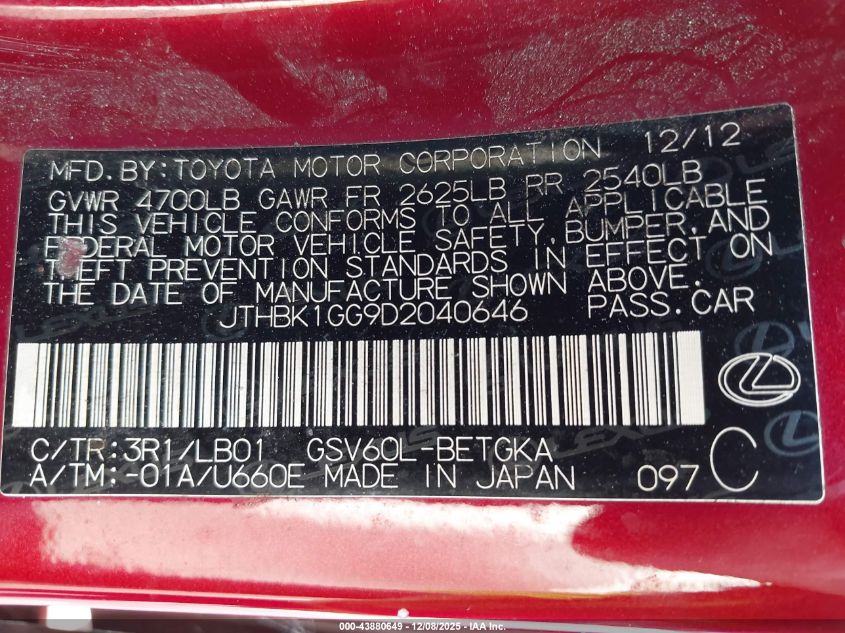 MFD. BY: TOYOTA MOTOR CORPORATION 12/12
GVWR 4700LB GAWR FR 2625LB RR 2540LB
THIS VEHICLE CONFORMS TO ALL APPLICABLE
FEDERAL MOTOR VEHICLE SAFETY, BUMPER, AND
THEFT PREVENTION STANDARDS IN EFFECT ON
THE DATE OF MANUFACTURE SHOWN ABOVE.
JTHBK1GG9D2040646 PASS. CAR
C/TR: 3R1/LB01 GSV60L-BETGKA
A/TM: -01A/U660E MADE IN JAPAN 097 C
000-43880649 - 12/08/2025 - IAA Inc.